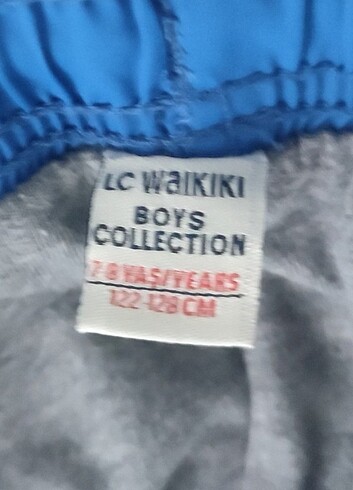 LC WAIKIKI
BOYS
COLLECTION
7-8 YAŞ/YEARS
122-128 CM